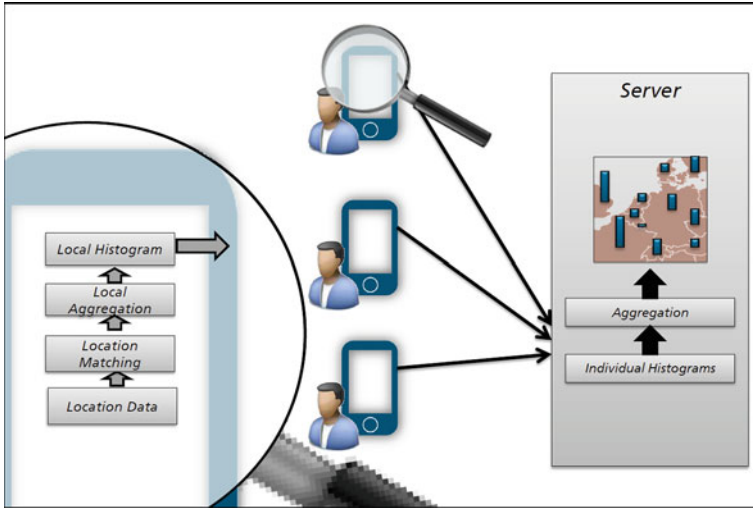 Server
Local Histogram
Local
Aggregation
Location
Matching
Location Data
Aggregation
Individual Histograms